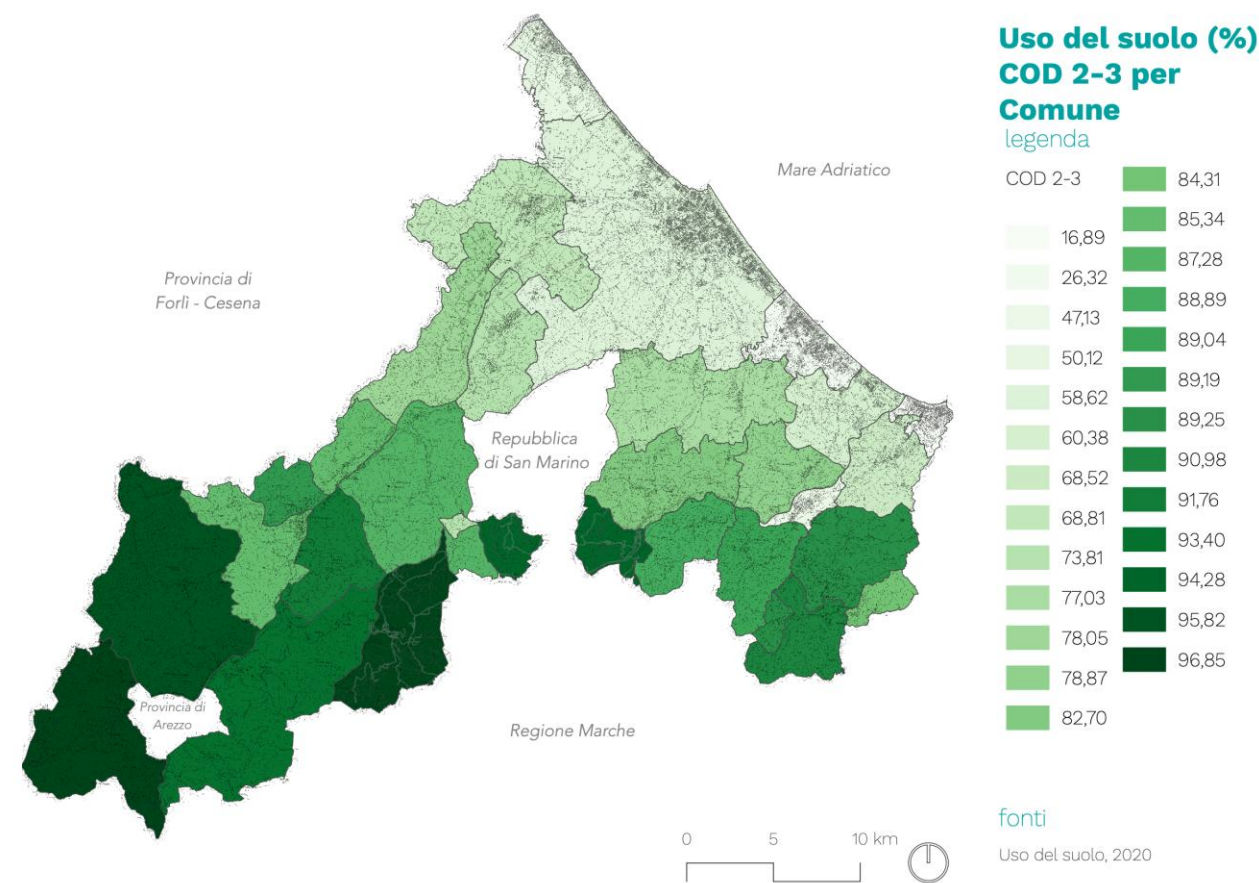 Uso del suolo (%)
COD 2-3 per
Comune
legenda
COD 2-3
16,89
26,32
47,13
50,12
58,62
60,38
68,52
68,81
73,81
77,03
78,05
78,87
82,70
84,31
85,34
87,28
88,89
89,04
89,19
89,25
90,98
91,76
93,40
94,28
95,82
96,85
Mare Adriatico
Provincia di
Forlì - Cesena
Repubblica
di San Marino
Provincia di
Arezzo
Regione Marche
0 5 10 km
fonti
Uso del suolo, 2020